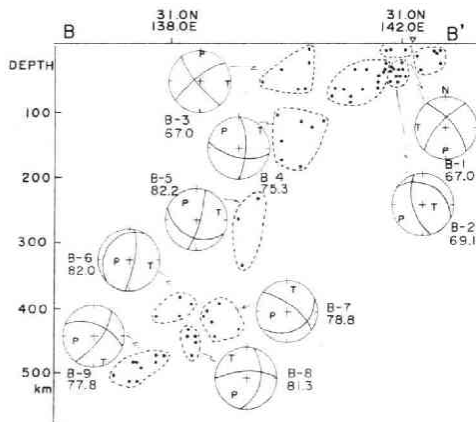 31.0N 31.0N
B 138.0E 142.0E B'
DEPTH
100
200
300
400
500
km
P
T
B-3
67.0
P T
B-4
75.3
N
T
P
B-1
67.0
B-5
82.2
P
T
P
T
B-2
69.1
B-6
82.0
P
T
T
P
B-7
78.8
P
T
B-9
77.8
T
P
B-8
81.3